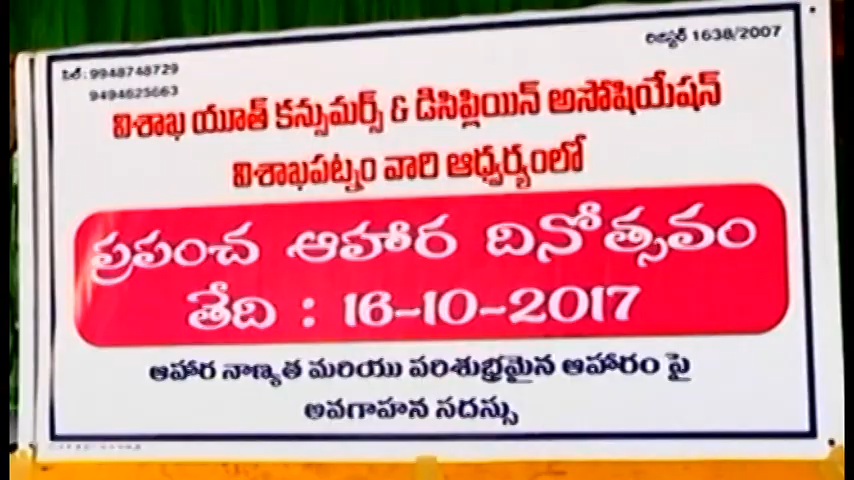 రిజిస్టర్ 1638/2007
సెల్: 9948748729
9494625663
విశాఖ యూత్ కన్సుమర్స్ & డిసిప్లియిన్ అసోషియేషన్
విశాఖపట్నం వారి ఆధ్వర్యంలో
ప్రపంచ ఆహార దినోత్సవం
తేది : 16-10-2017
ఆహార నాణ్యత మరియు పరిశుభ్రమైన ఆహారం పై
అవగాహన సదస్సు